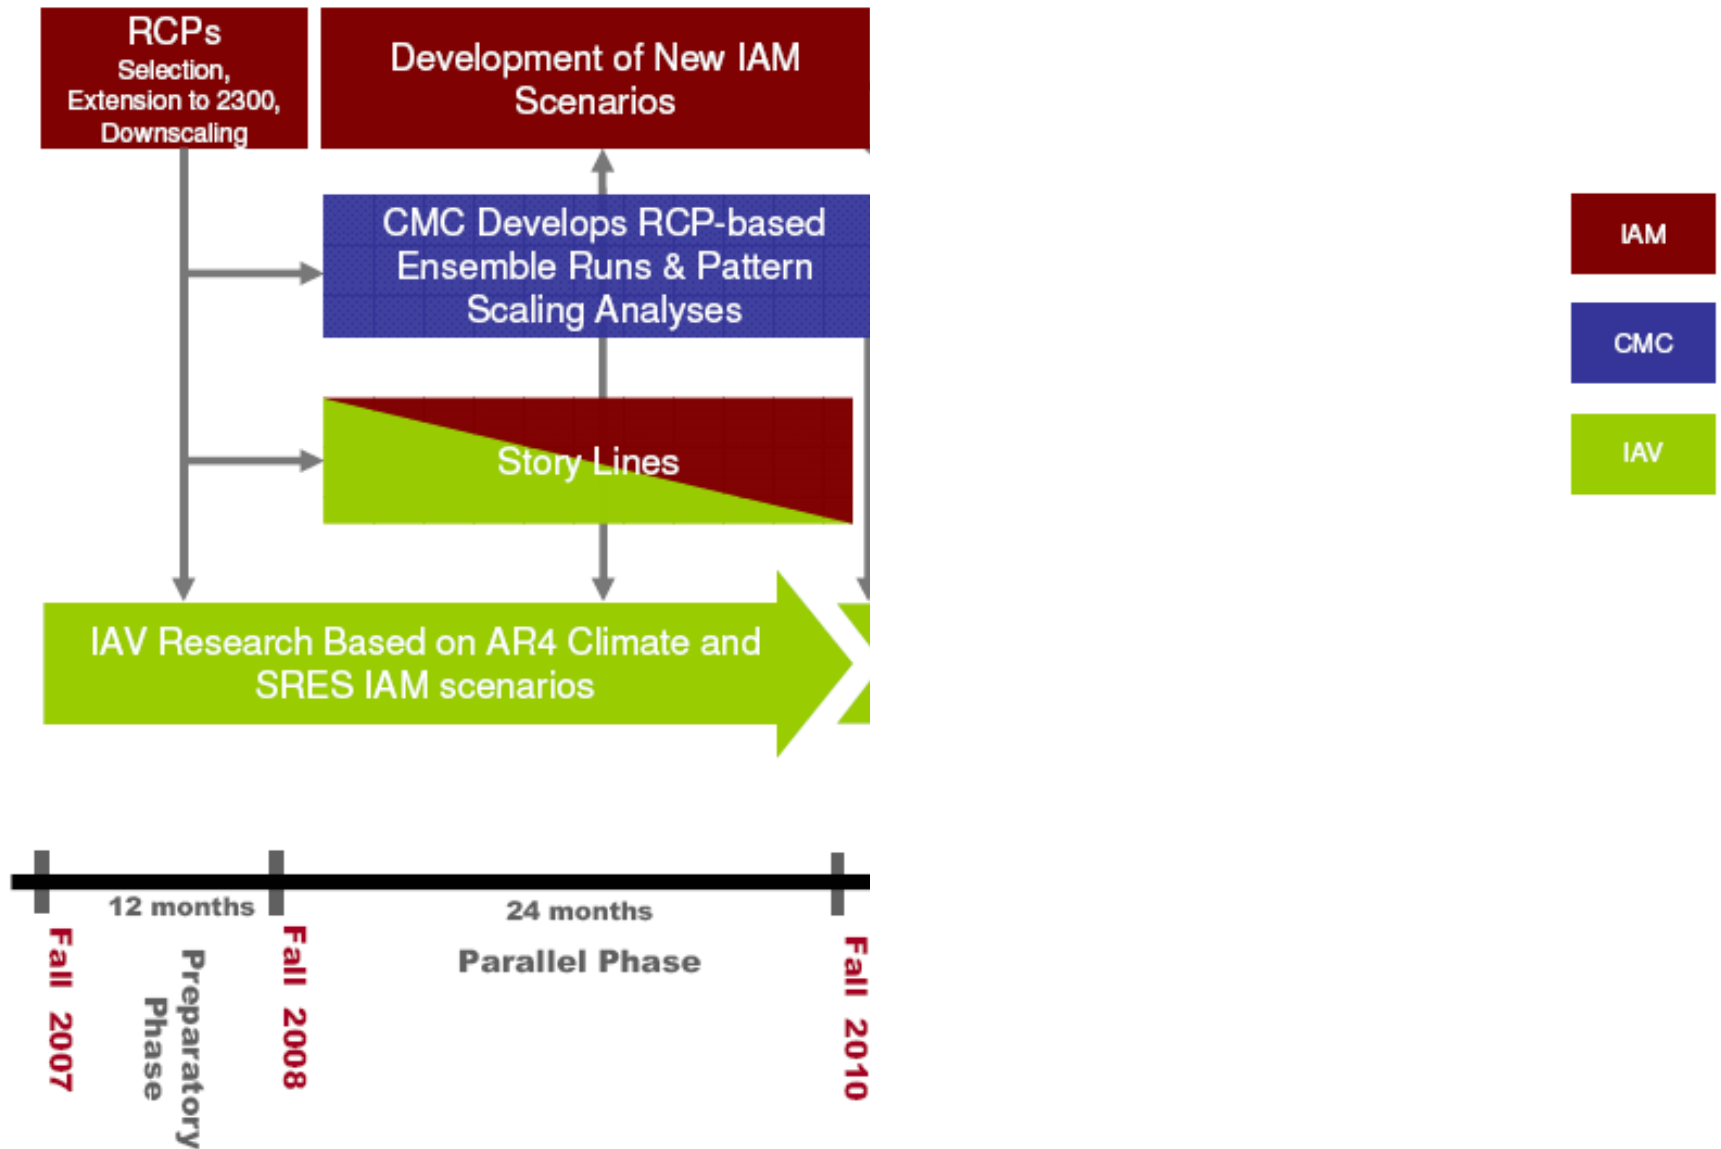 RCPs
Selection,
Extension to 2300,
Downscaling
Development of New IAM
Scenarios
CMC Develops RCP-based
Ensemble Runs & Pattern
Scaling Analyses
Story Lines
IAV Research Based on AR4 Climate and
SRES IAM scenarios
IAM
CMC
IAV
12 months
24 months
Fall 2007
Preparatory
Phase
Fall 2008
Parallel Phase
Fall 2010